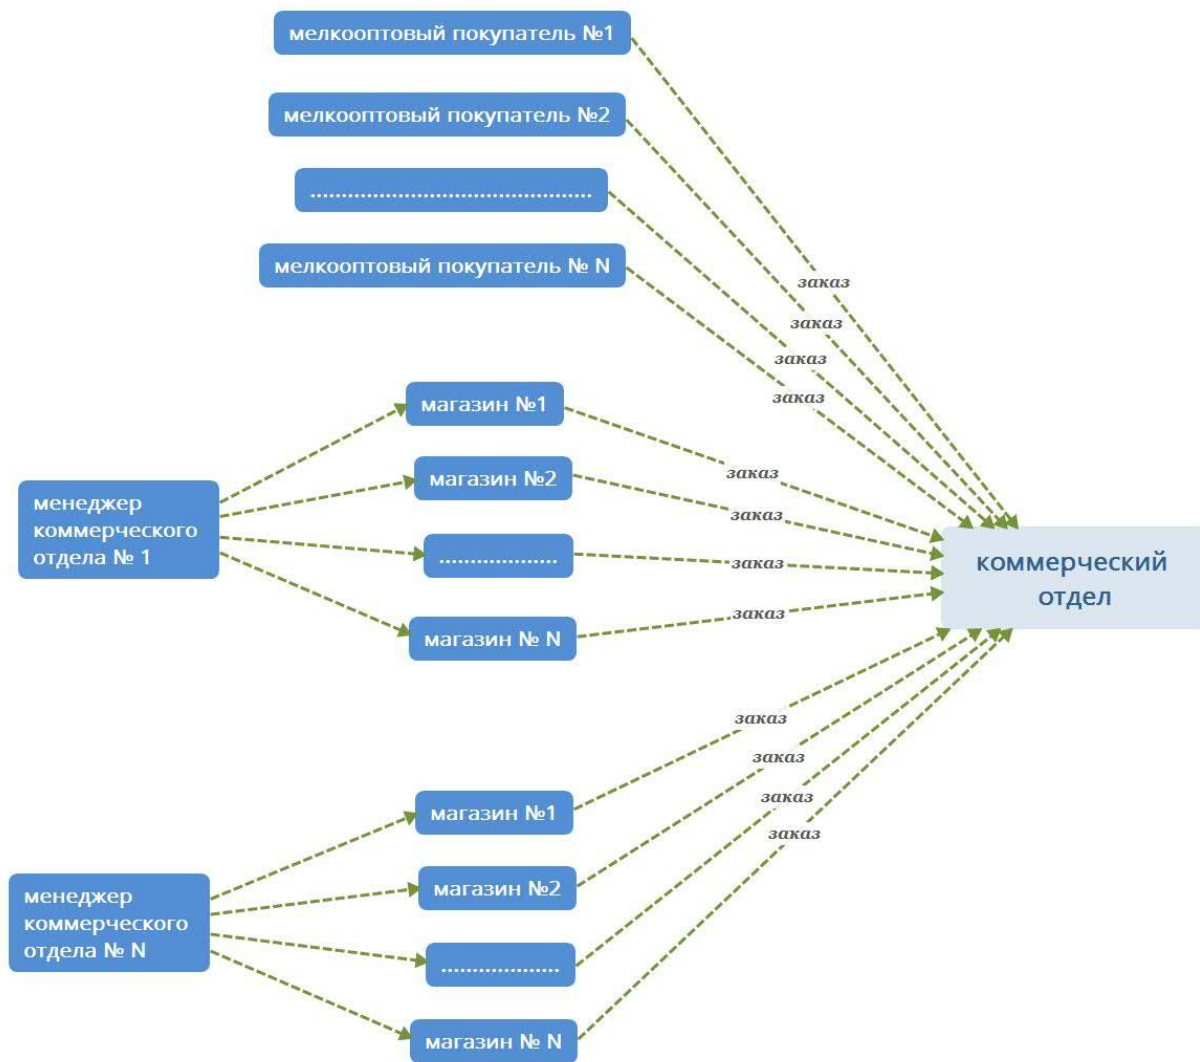 мелкооптовый покупатель №1
мелкооптовый покупатель №2
.............................................
мелкооптовый покупатель № N
заказ
заказ
заказ
заказ
магазин №1
магазин №2
...................
магазин № N
менеджер
коммерческого
отдела № 1
заказ
заказ
заказ
заказ
коммерческий
отдел
заказ
заказ
заказ
заказ
магазин №1
магазин №2
...................
магазин № N
менеджер
коммерческого
отдела № N